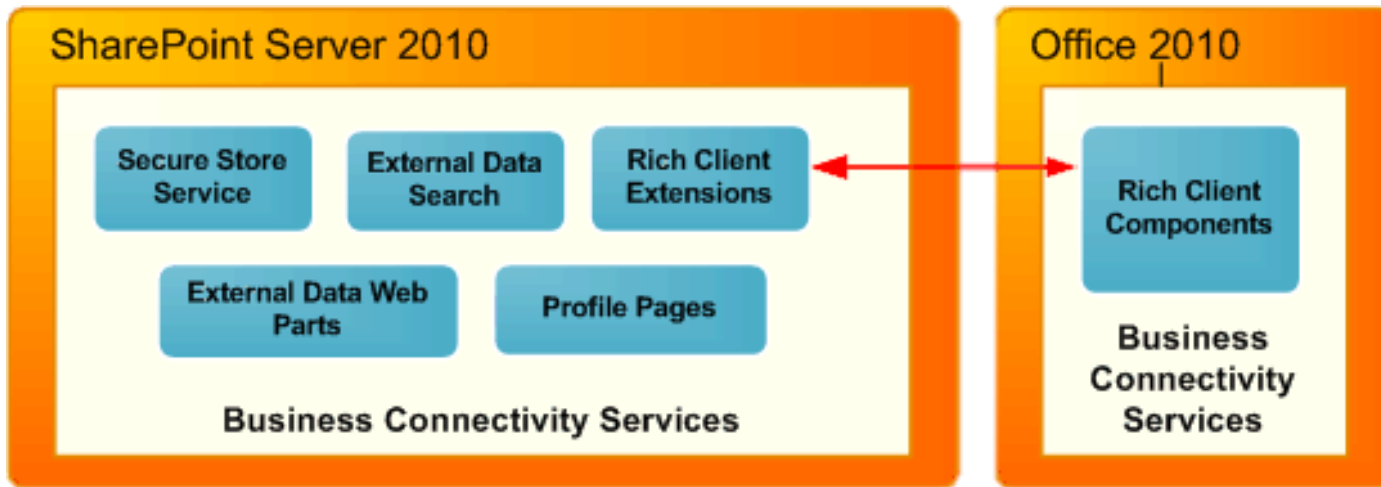 SharePoint Server 2010
Office 2010
Secure Store
Service
External Data
Search
Rich Client
Extensions
Rich Client
Components
External Data Web
Parts
Profile Pages
Business Connectivity Services
Business
Connectivity
Services